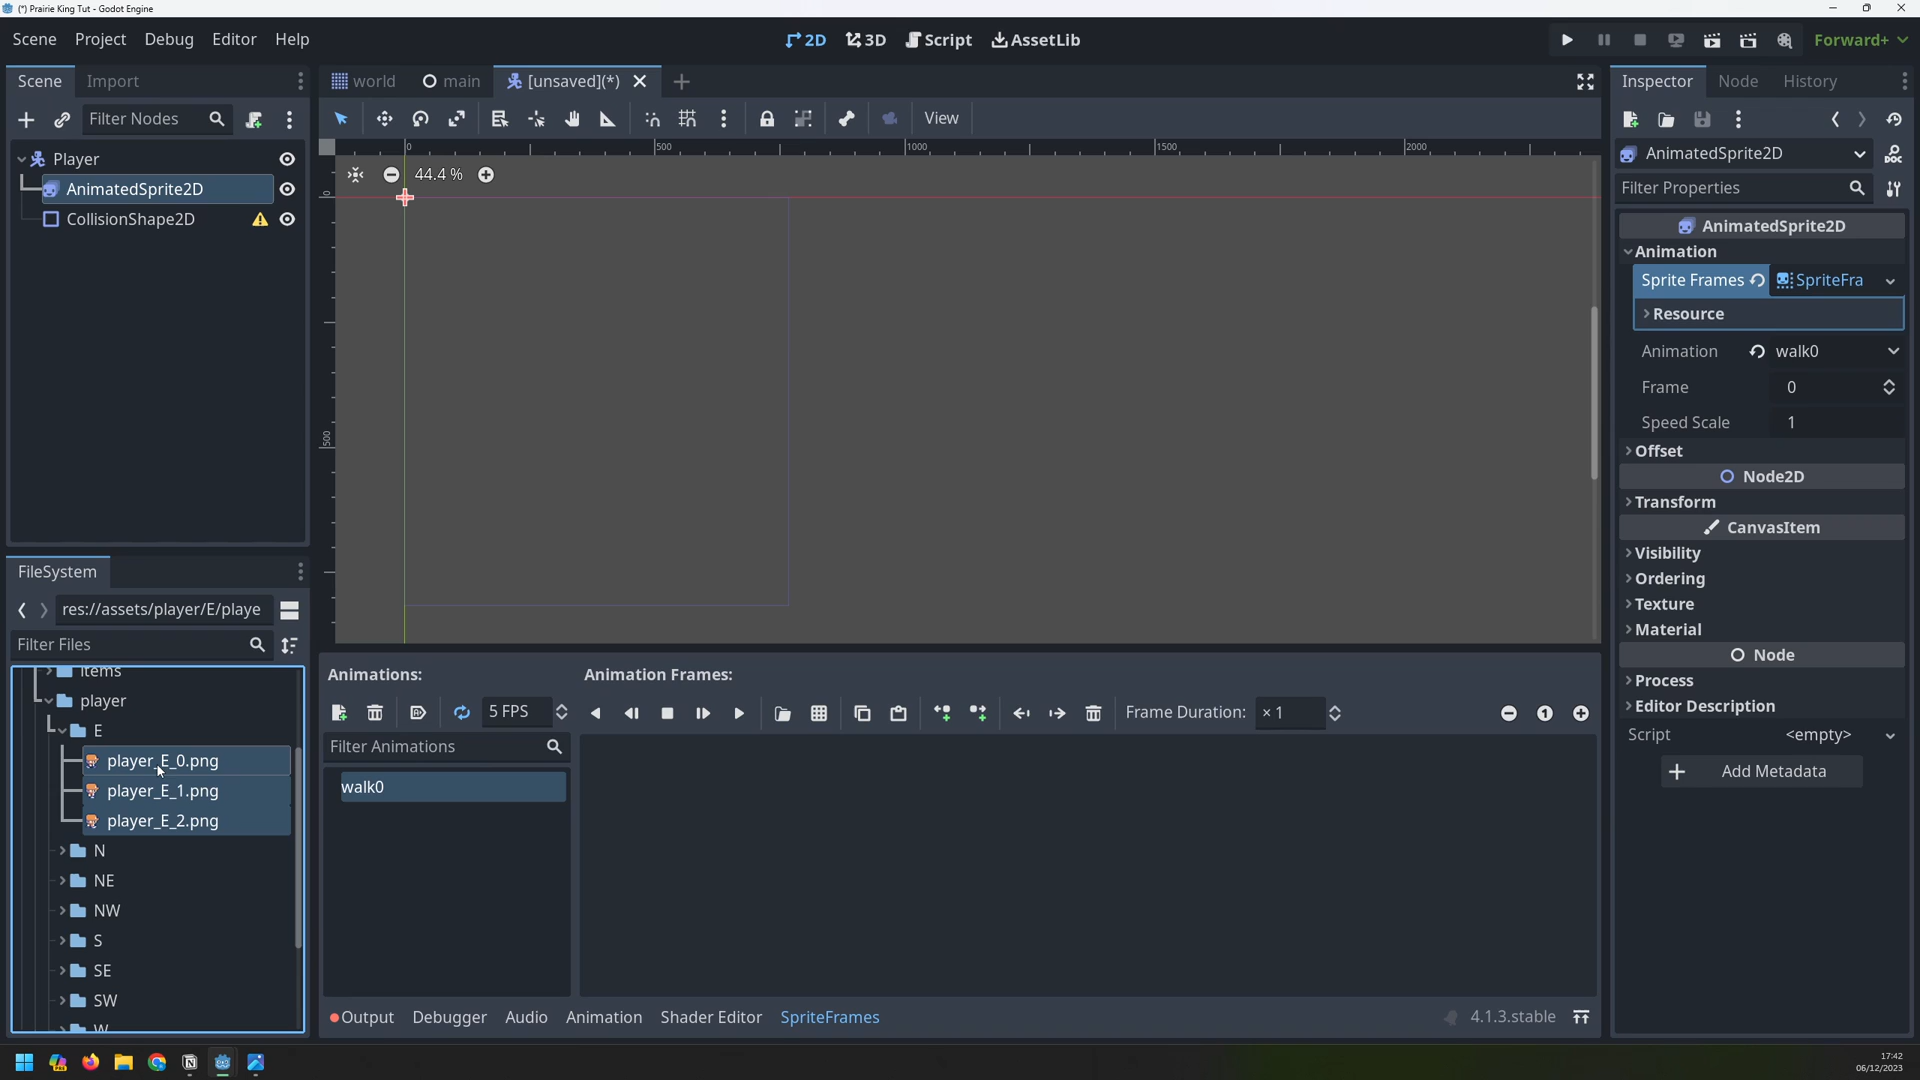 (*) Prairie King Tut - Godot Engine
Scene Project Debug Editor Help
2D 3D Script AssetLib
Forward+
Scene Import
world main [unsaved](*)
Inspector Node History
Filter Nodes
View
Player
AnimatedSprite2D
CollisionShape2D
0 500 1000 1500 2000
44.4 %
0
500
AnimatedSprite2D
DOC
Filter Properties
AnimatedSprite2D
Animation
Sprite Frames SpriteFra
Resource
Animation walk0
Frame 0
Speed Scale 1
Offset
Node2D
Transform
CanvasItem
Visibility
Ordering
Texture
Material
Node
Process
Editor Description
Script <empty>
Add Metadata
FileSystem
res://assets/player/E/playe
Filter Files
items
player
E
player_E_0.png
player_E_1.png
player_E_2.png
N
NE
NW
S
SE
SW
W
Animations: Animation Frames:
5 FPS
Frame Duration: × 1
Filter Animations
walk0
Output Debugger Audio Animation Shader Editor SpriteFrames
4.1.3.stable
17:42
06/12/2023